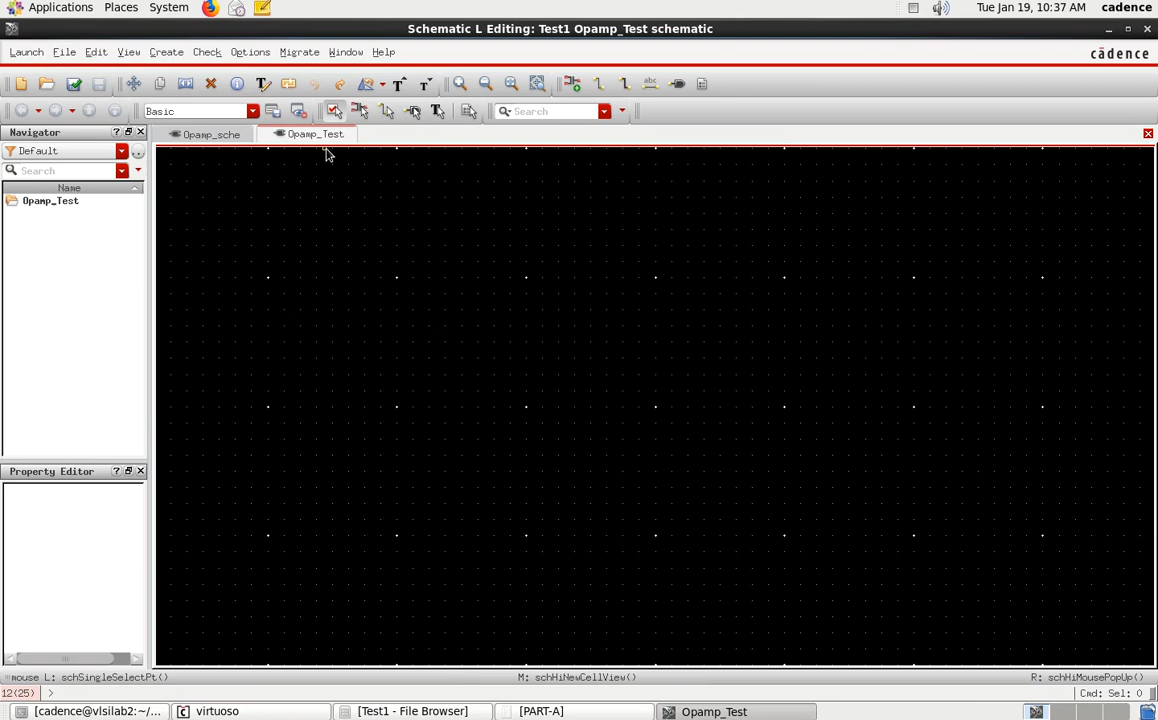 Applications Places System Tue Jan 19, 10:37 AM cadence
Schematic L Editing: Test1 Opamp_Test schematic
Launch File Edit View Create Check Options Migrate Window Help cādence
Basic Search
Navigator Opamp_sche Opamp_Test
Default
Search
Name
Opamp_Test
Property Editor
mouse L: schSingleSelectPt() M: schHiNewCellView() R: schHiMousePopUp()
12(25) > Cmd: Sel: 0
[cadence@vlsilab2:~/... virtuoso [Test1 - File Browser] [PART-A] Opamp_Test